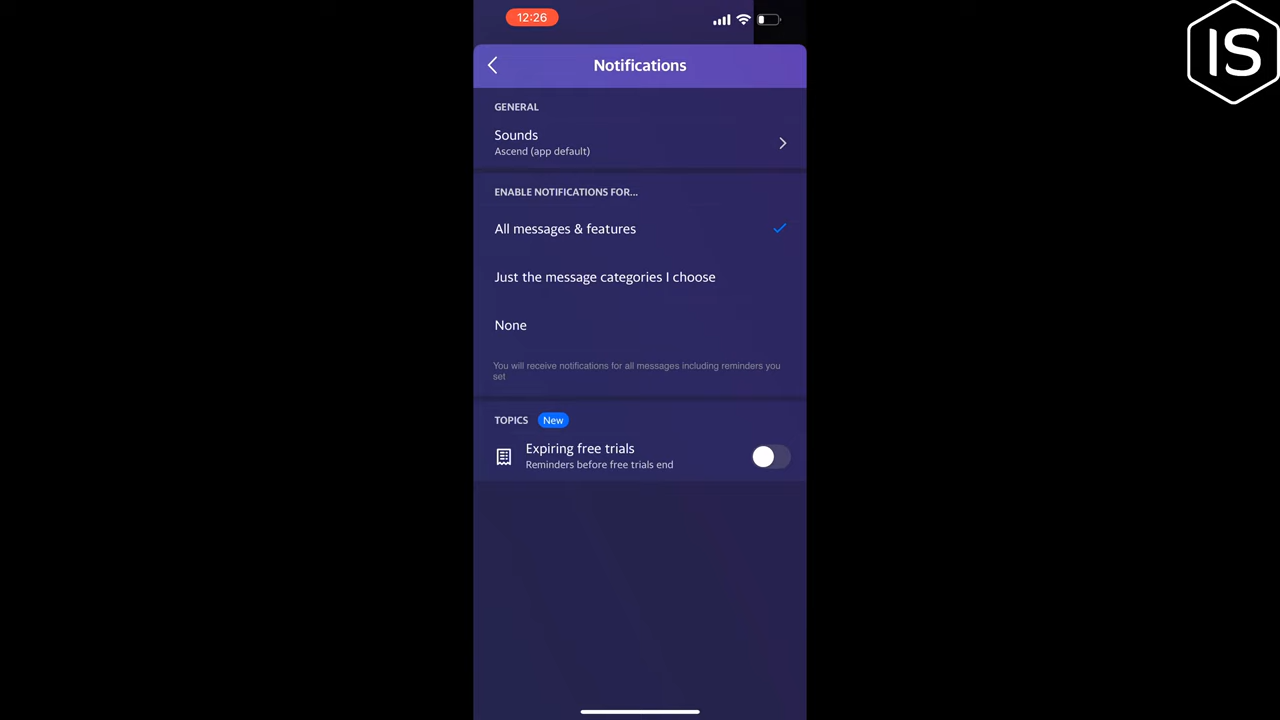 12:26
IS
Notifications
GENERAL
Sounds
Ascend (app default)
ENABLE NOTIFICATIONS FOR...
All messages & features
Just the message categories I choose
None
You will receive notifications for all messages including reminders you
set
TOPICS New
Expiring free trials
Reminders before free trials end